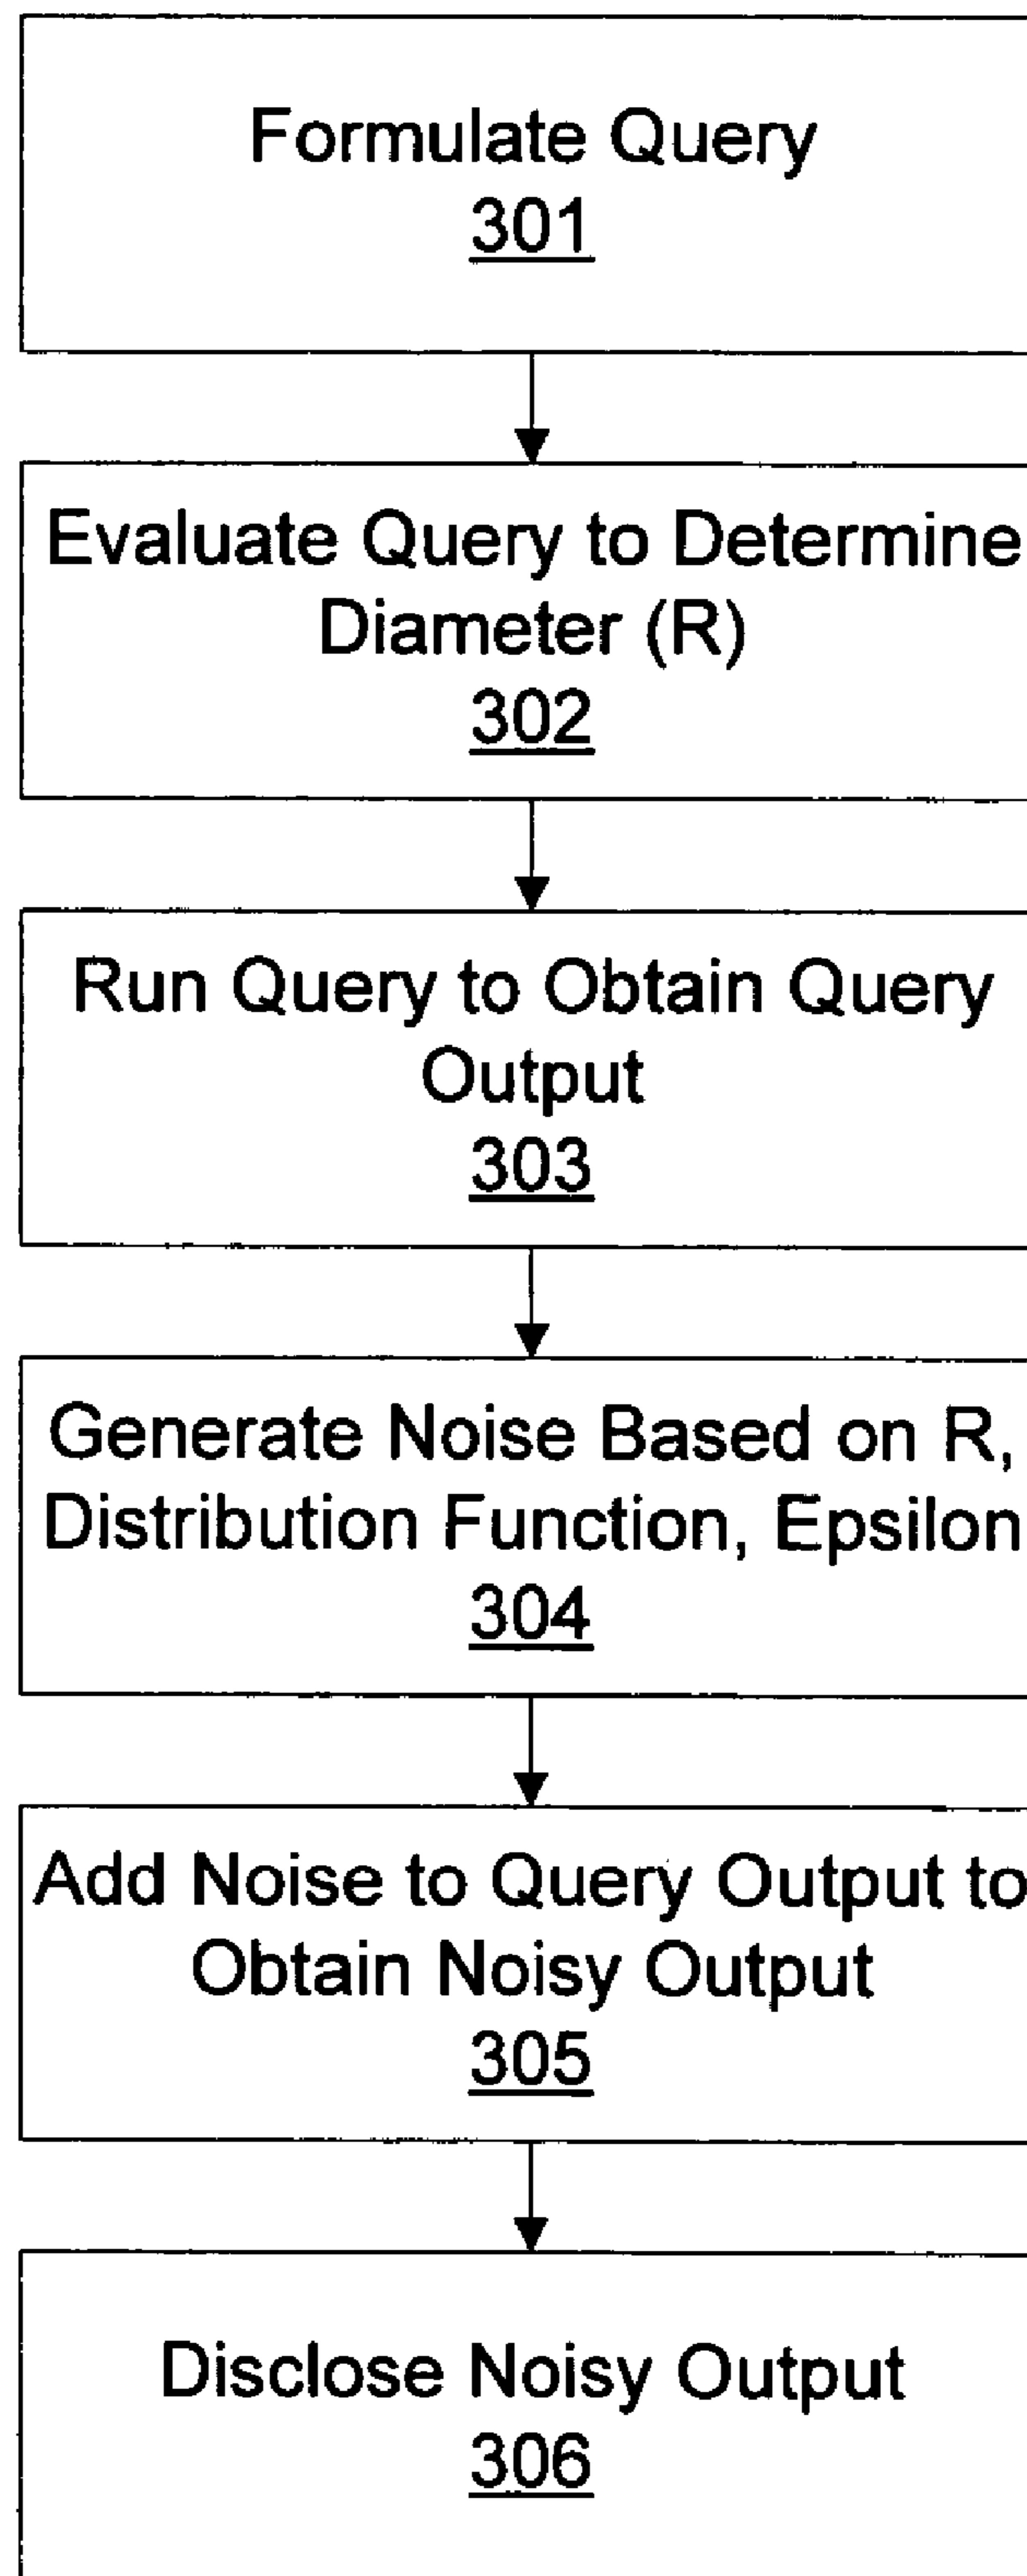 Formulate Query
301
Evaluate Query to Determine
Diameter (R)
302
Run Query to Obtain Query
Output
303
Generate Noise Based on R,
Distribution Function, Epsilon
304
Add Noise to Query Output to
Obtain Noisy Output
305
Disclose Noisy Output
306